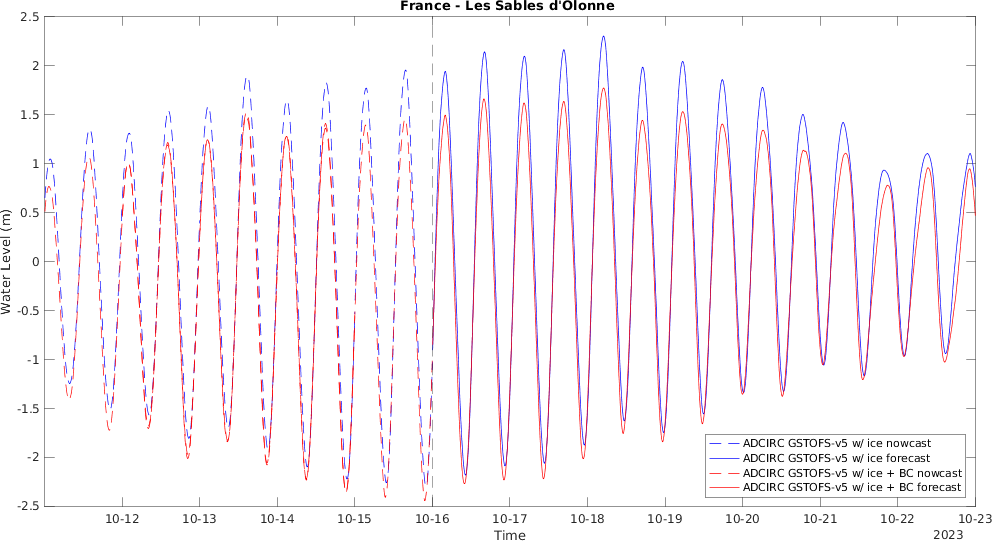 France - Les Sables d'Olonne
2.5
2
1.5
1
0.5
0
-0.5
-1
-1.5
-2
-2.5
Water Level (m)
ADCIRC GSTOFS-v5 w/ ice nowcast
ADCIRC GSTOFS-v5 w/ ice forecast
ADCIRC GSTOFS-v5 w/ ice + BC nowcast
ADCIRC GSTOFS-v5 w/ ice + BC forecast
10-12 10-13 10-14 10-15 10-16 10-17 10-18 10-19 10-20 10-21 10-22 10-23
Time
2023